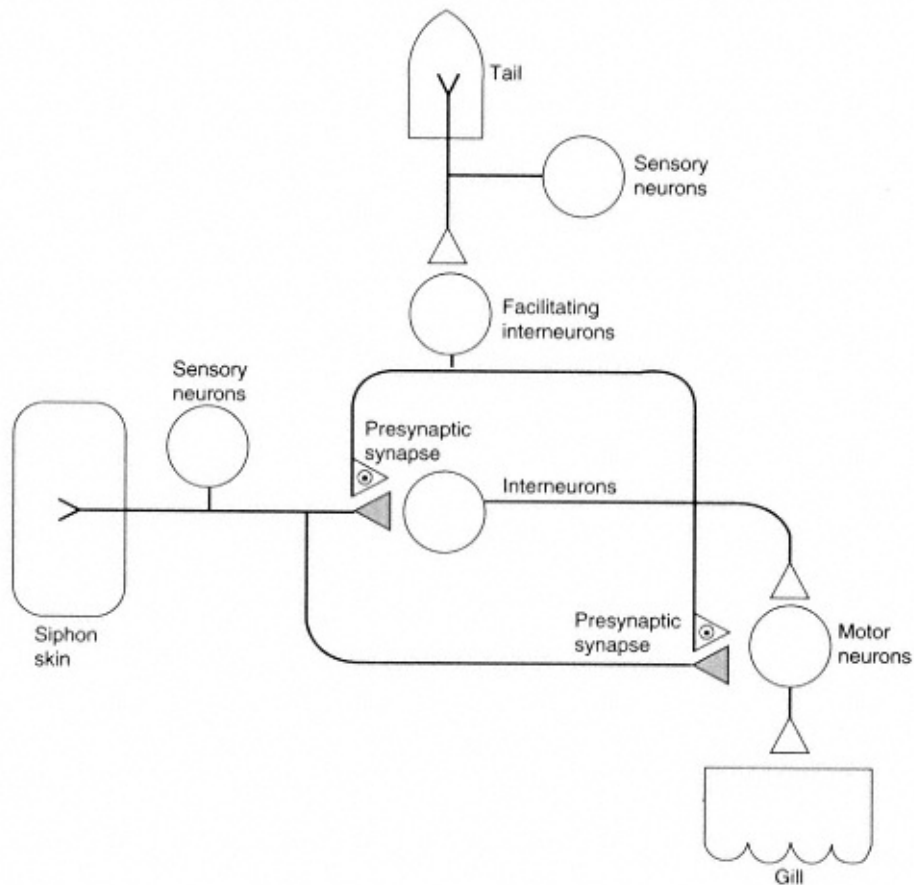 Tail
Sensory
neurons
Facilitating
interneurons
Sensory
neurons
Presynaptic
synapse
Interneurons
Presynaptic
synapse
Motor
neurons
Siphon
skin
Gill